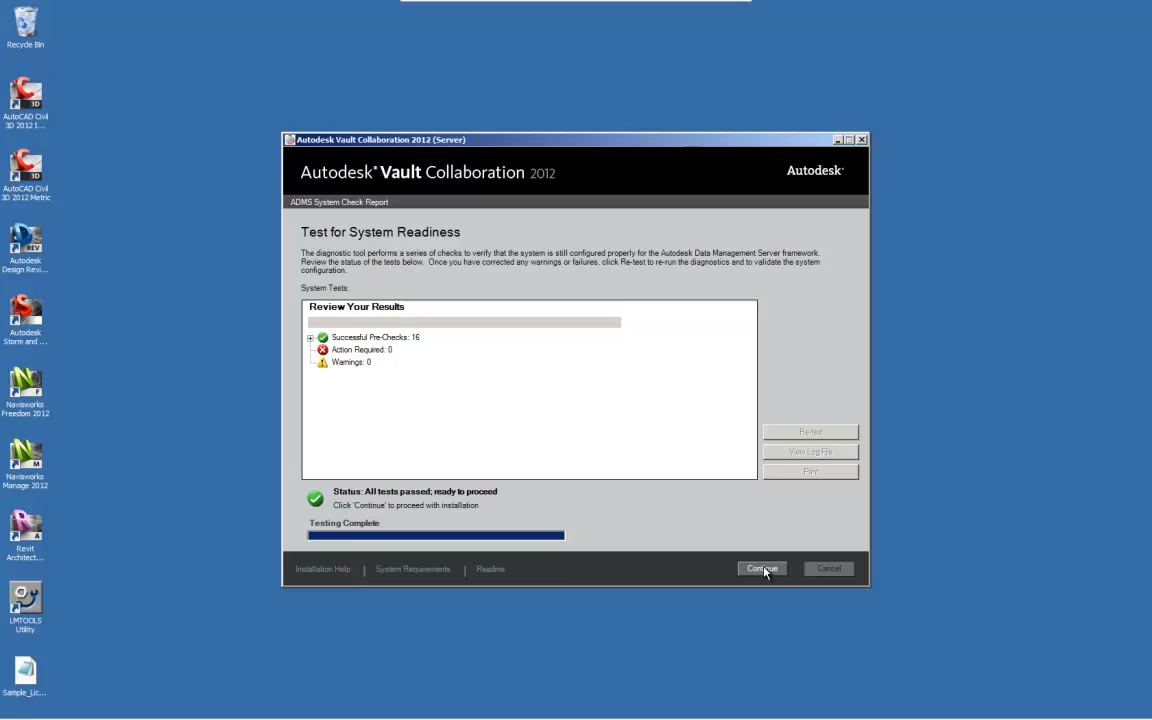 Recycle Bin
AutoCAD Civil
3D 2012 I...
AutoCAD Civil
3D 2012 Metric
Autodesk
Design Revi...
Autodesk
Storm and ...
Navisworks
Freedom 2012
Navisworks
Manage 2012
Revit
Architect...
LMTOOLS
Utility
Sample_Lic...
Autodesk Vault Collaboration 2012 (Server)
Autodesk® Vault Collaboration 2012
Autodesk®
ADMS System Check Report
Test for System Readiness
The diagnostic tool performs a series of checks to verify that the system is still configured properly for the Autodesk Data Management Server framework.
Review the status of the tests below. Once you have corrected any warnings or failures, click Re-test to re-run the diagnostics and to validate the system
configuration.
System Tests:
Review Your Results
Successful Pre-Checks: 16
Action Required: 0
Warnings: 0
Re-test
View Log File
Print
Status: All tests passed; ready to proceed
Click 'Continue' to proceed with installation
Testing Complete
Installation Help | System Requirements | Readme
Continue
Cancel